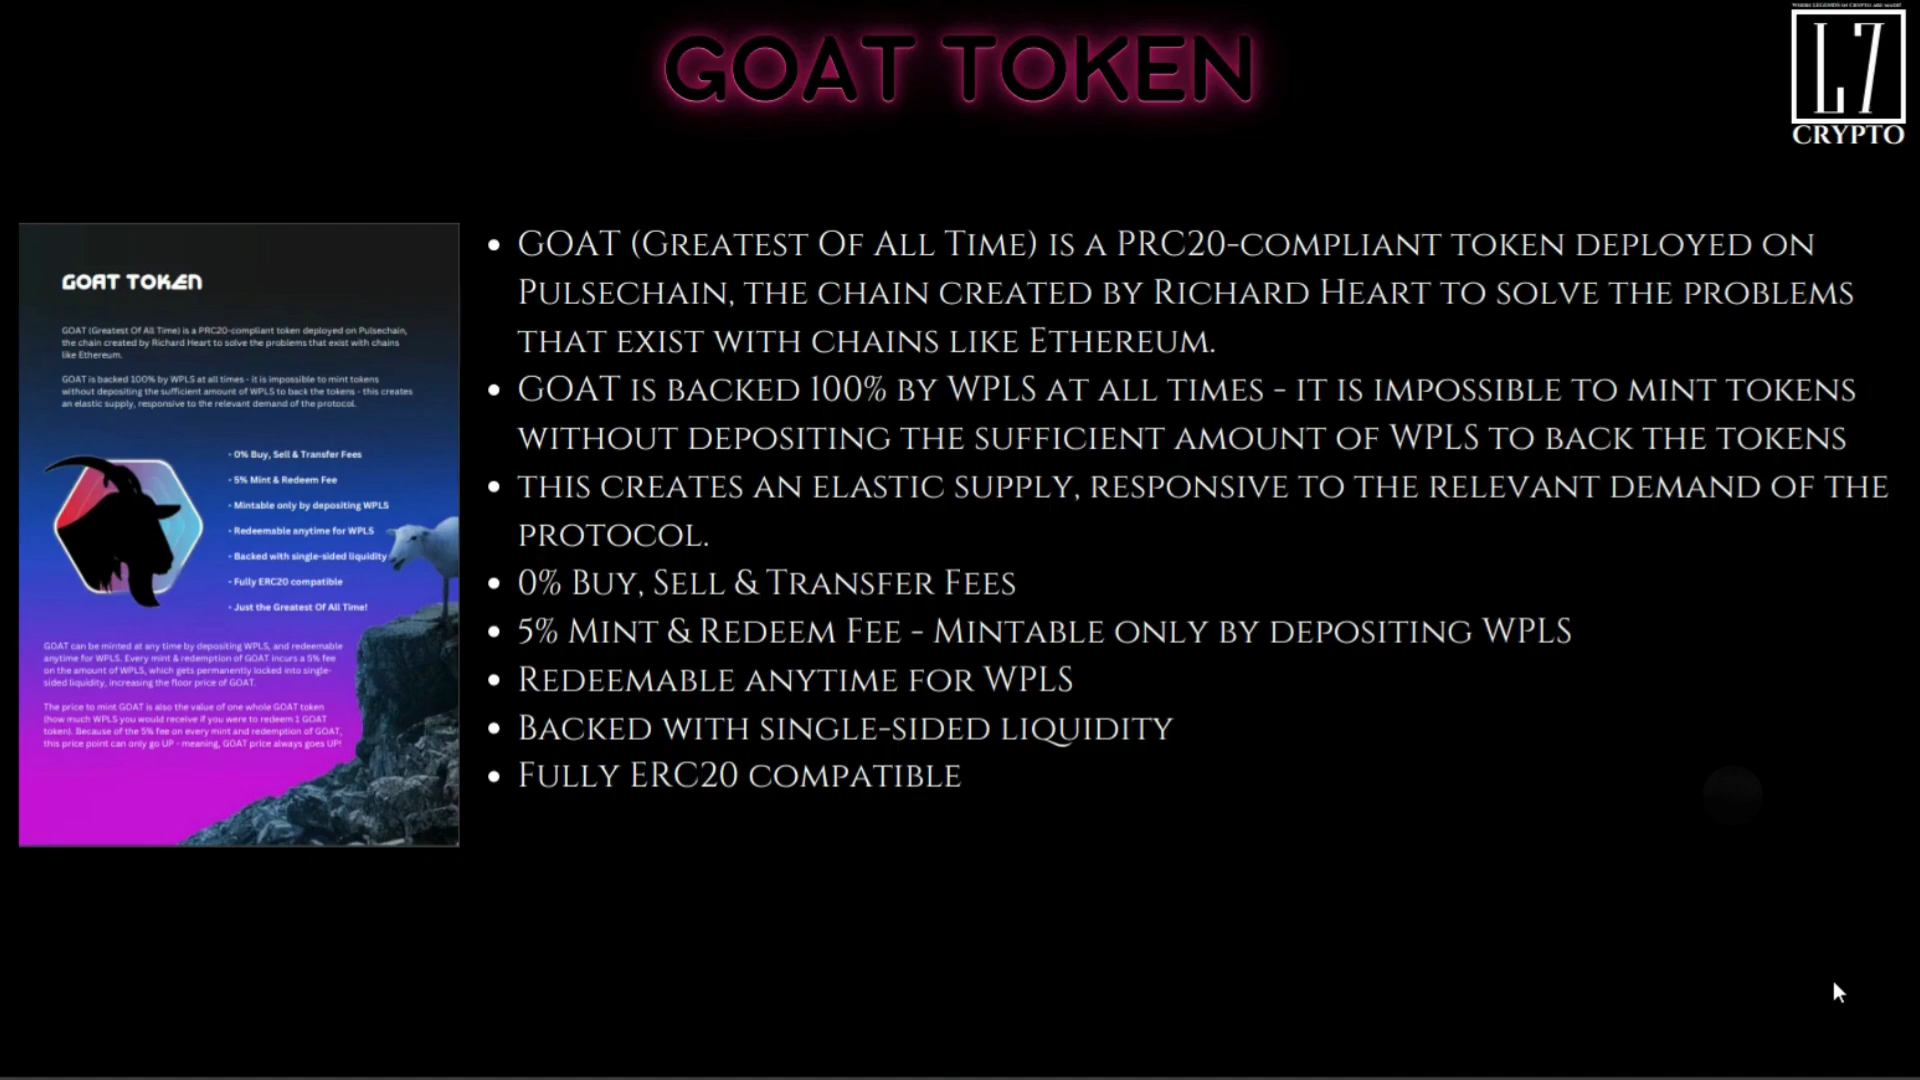 WHERE LEGENDS OF CRYPTO ARE MADE!
L7
CRYPTO
GOAT TOKEN
GOAT TOKEN
GOAT (Greatest Of All Time) is a PRC20-compliant token deployed on Pulsechain,
the chain created by Richard Heart to solve the problems that exist with chains
like Ethereum.
GOAT is backed 100% by WPLS at all times - it is impossible to mint tokens
without depositing the sufficient amount of WPLS to back the tokens - this creates
an elastic supply, responsive to the relevant demand of the protocol.
- 0% Buy, Sell & Transfer Fees
- 5% Mint & Redeem Fee
- Mintable only by depositing WPLS
- Redeemable anytime for WPLS
- Backed with single-sided liquidity
- Fully ERC20 compatible
- Just the Greatest Of All Time!
GOAT can be minted at any time by depositing WPLS, and redeemable
anytime for WPLS. Every mint & redemption of GOAT incurs a 5% fee
on the amount of WPLS, which gets permanently locked into single-
sided liquidity, increasing the floor price of GOAT.
The price to mint GOAT is also the value of one whole GOAT token
(how much WPLS you would receive if you were to redeem 1 GOAT
token). Because of the 5% fee on every mint and redemption of GOAT,
this price point can only go UP - meaning, GOAT price always goes UP!
• GOAT (Greatest Of All Time) is a PRC20-compliant token deployed on
Pulsechain, the chain created by Richard Heart to solve the problems
that exist with chains like Ethereum.
• GOAT is backed 100% by WPLS at all times - it is impossible to mint tokens
without depositing the sufficient amount of WPLS to back the tokens
• this creates an elastic supply, responsive to the relevant demand of the
protocol.
• 0% Buy, Sell & Transfer Fees
• 5% Mint & Redeem Fee - Mintable only by depositing WPLS
• Redeemable anytime for WPLS
• Backed with single-sided liquidity
• Fully ERC20 compatible